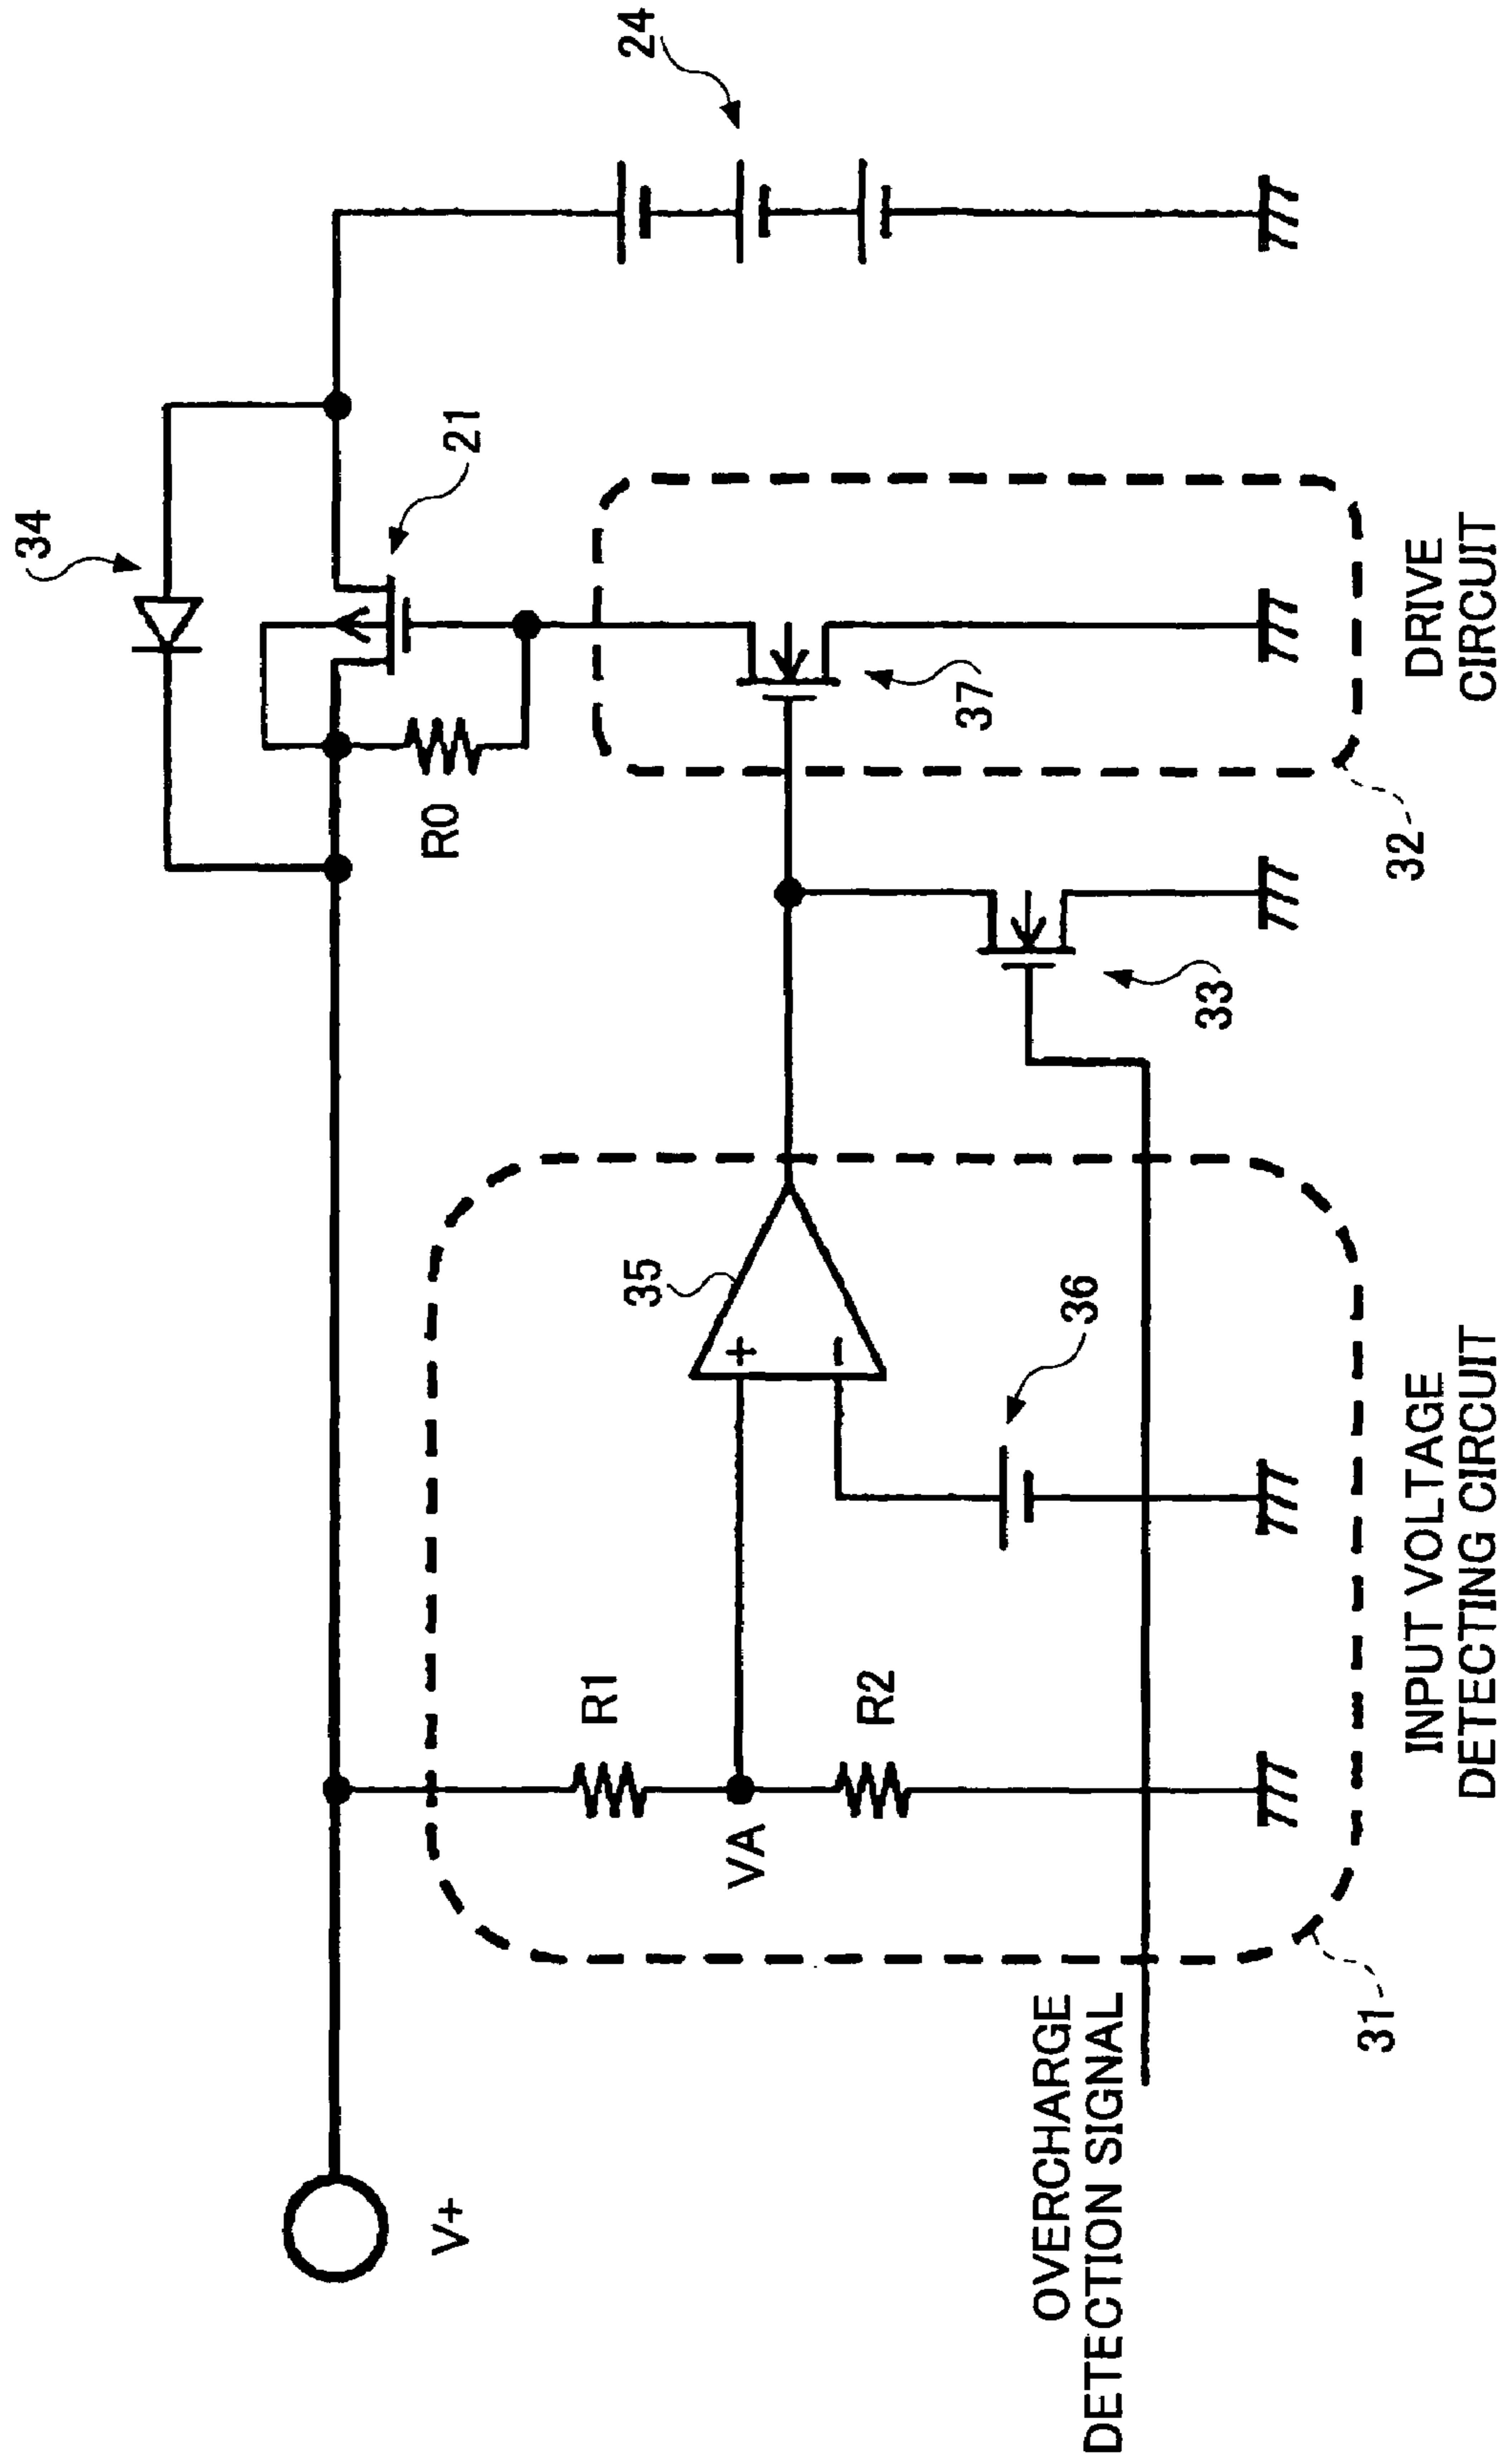 34
24
21
R0
V+
35
37
R1
VA
R2
36
33
OVERCHARGE
DETECTION SIGNAL
31
32
INPUT VOLTAGE
DETECTING CIRCUIT
DRIVE
CIRCUIT
+
−